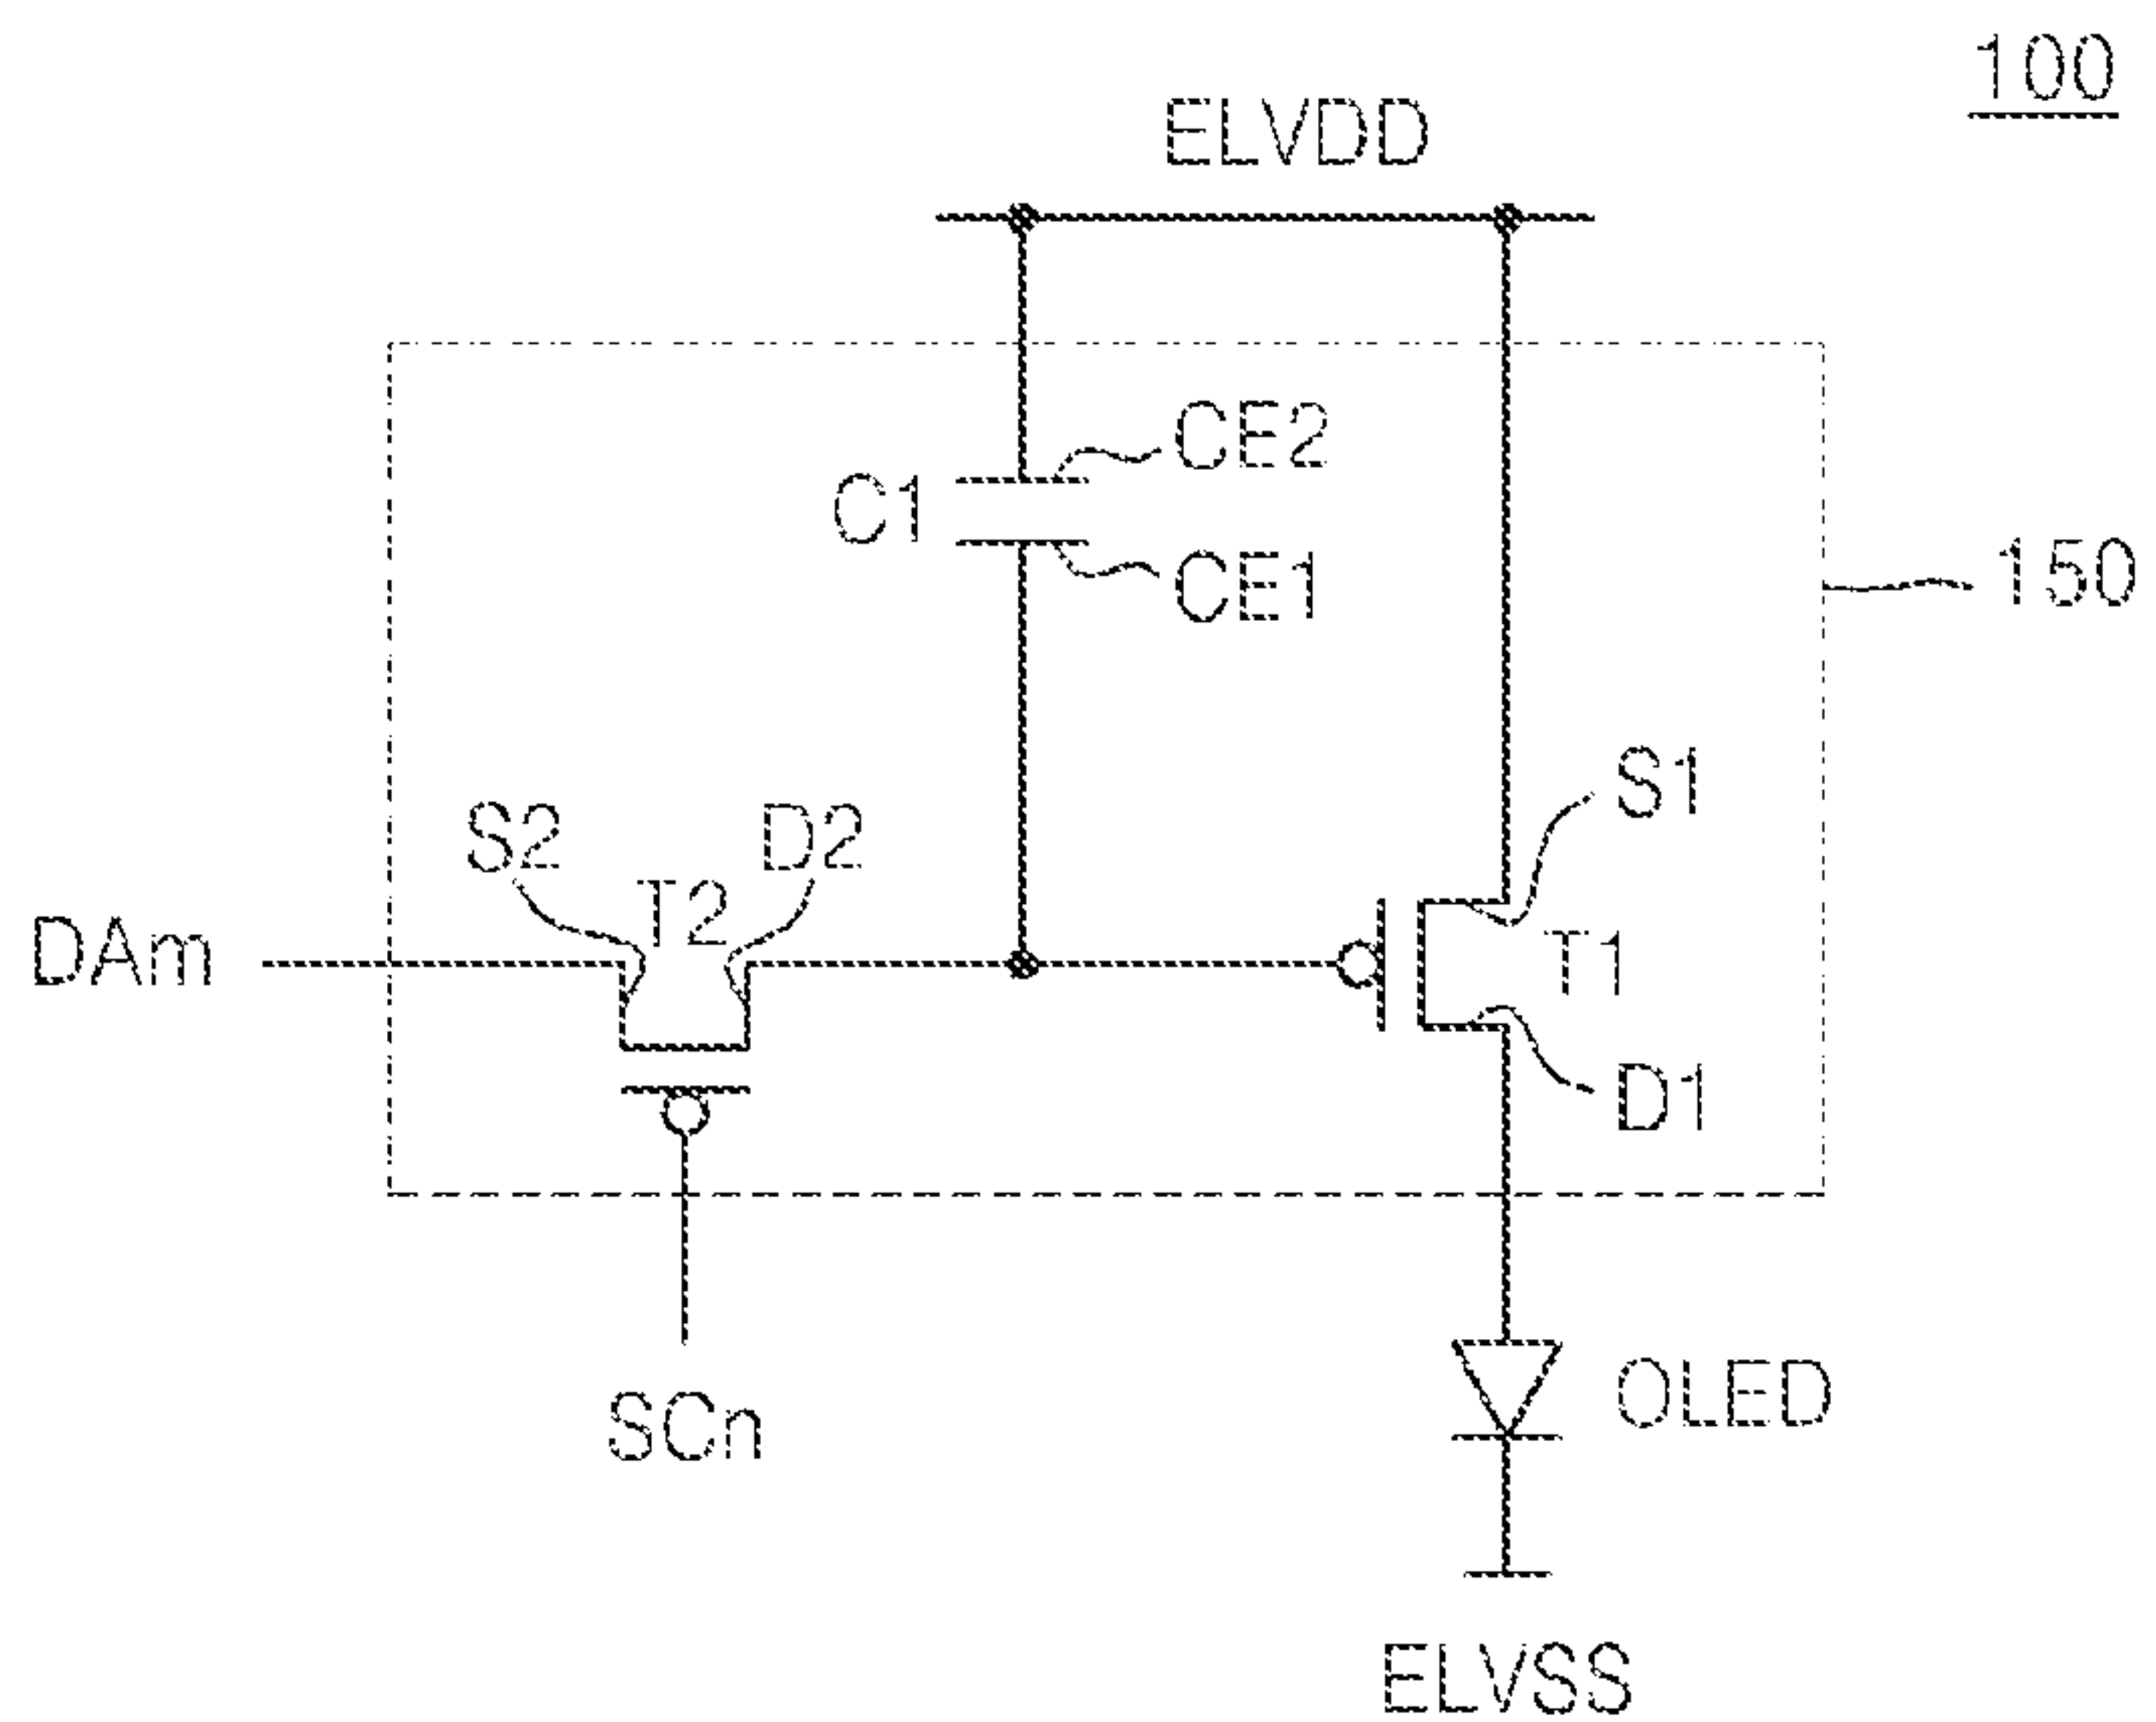 100
ELVDD
CE2
C1
CE1
150
S1
S2
D2
T2
DAm
T1
D1
OLED
SCn
ELVSS